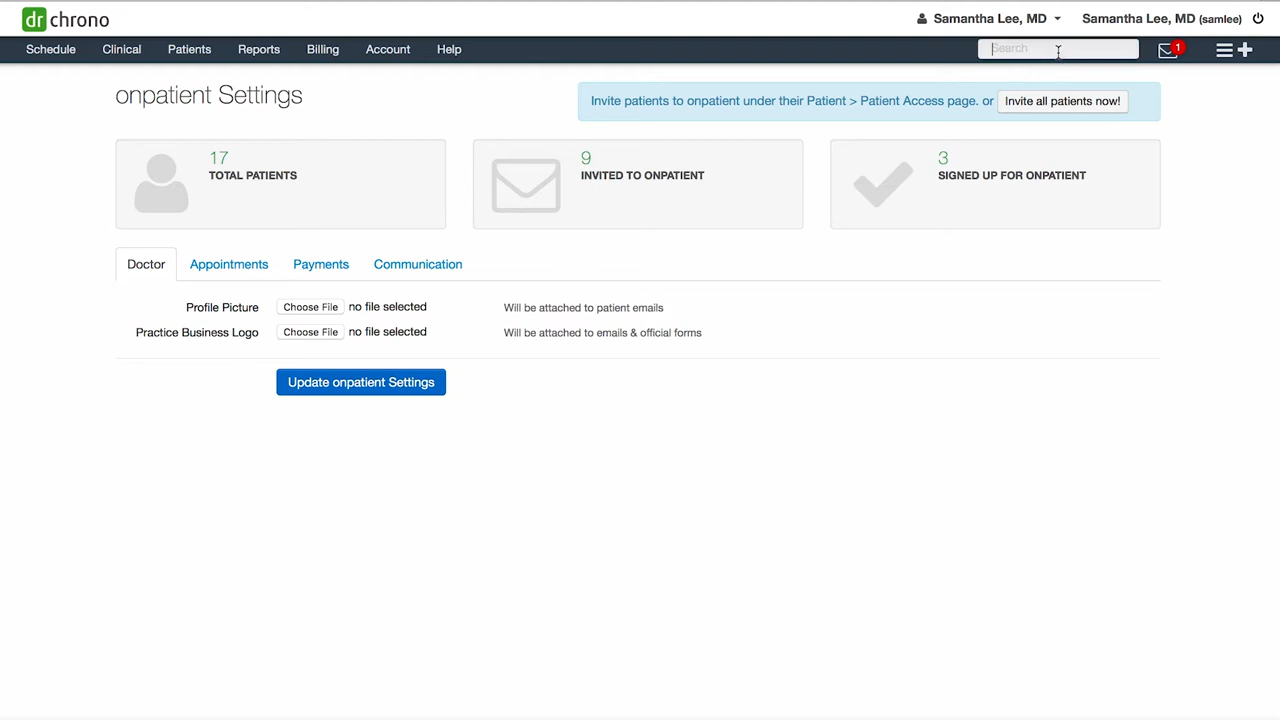 dr chrono
Samantha Lee, MD
Samantha Lee, MD (samlee)
Schedule Clinical Patients Reports Billing Account Help
Search
1
onpatient Settings
Invite patients to onpatient under their Patient > Patient Access page. or Invite all patients now!
17
TOTAL PATIENTS
9
INVITED TO ONPATIENT
3
SIGNED UP FOR ONPATIENT
Doctor Appointments Payments Communication
Profile Picture Choose File no file selected Will be attached to patient emails
Practice Business Logo Choose File no file selected Will be attached to emails & official forms
Update onpatient Settings